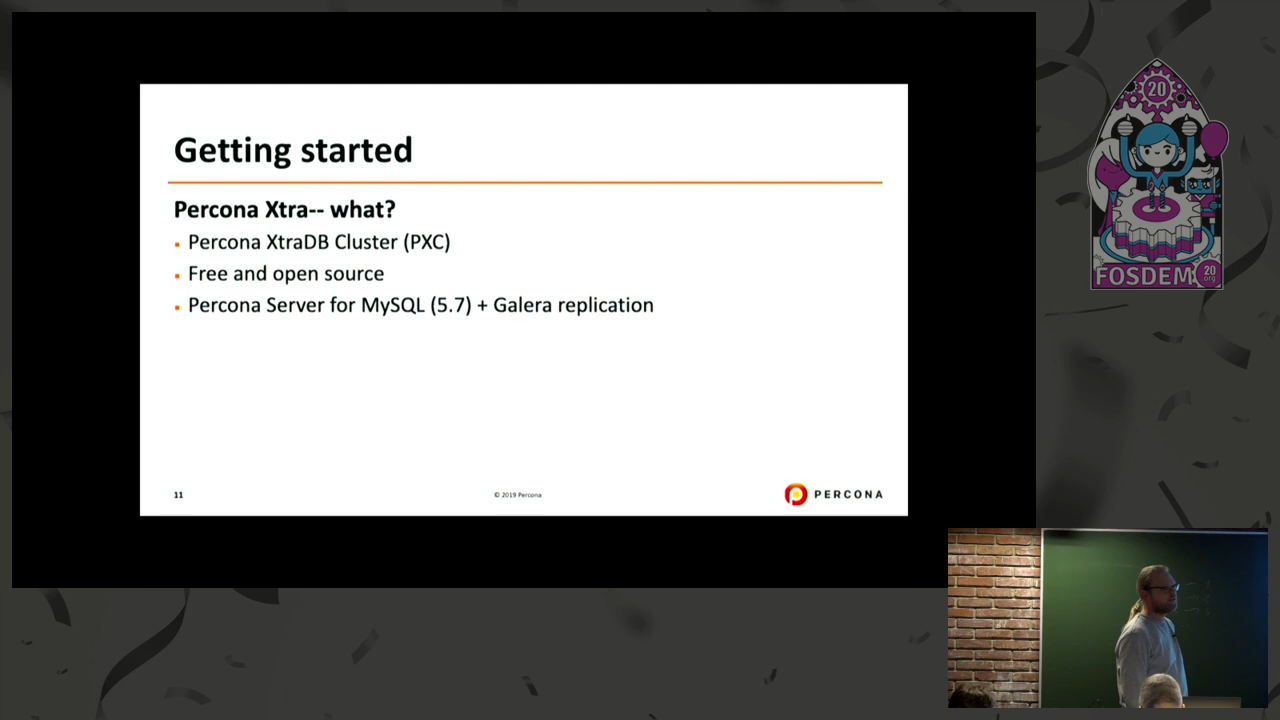 Getting started
Percona Xtra-- what?
Percona XtraDB Cluster (PXC)
Free and open source
Percona Server for MySQL (5.7) + Galera replication
11
© 2019 Percona
PERCONA
20
FOSDEM
20
.org